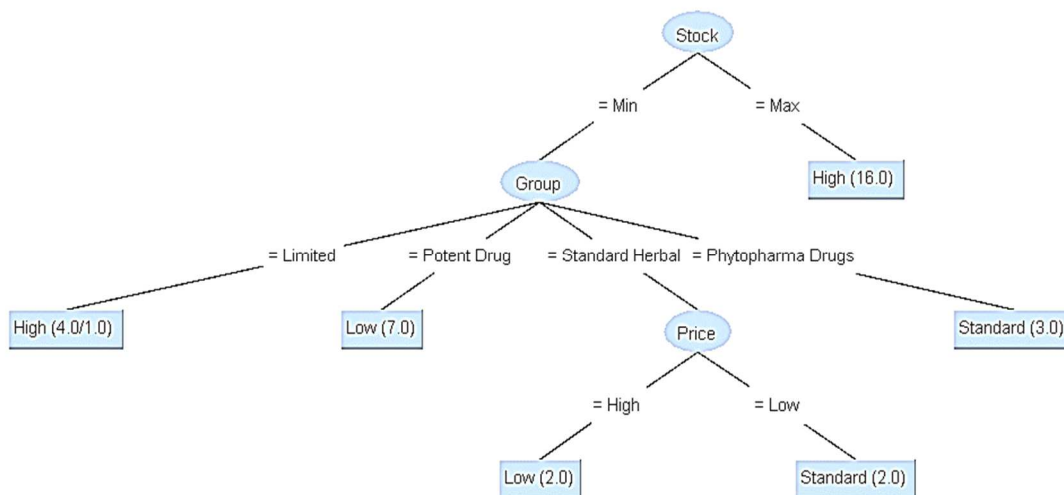 Stock
= Min
= Max
Group
High (16.0)
= Limited
= Potent Drug
= Standard Herbal
= Phytopharma Drugs
High (4.0/1.0)
Low (7.0)
Price
Standard (3.0)
= High
= Low
Low (2.0)
Standard (2.0)